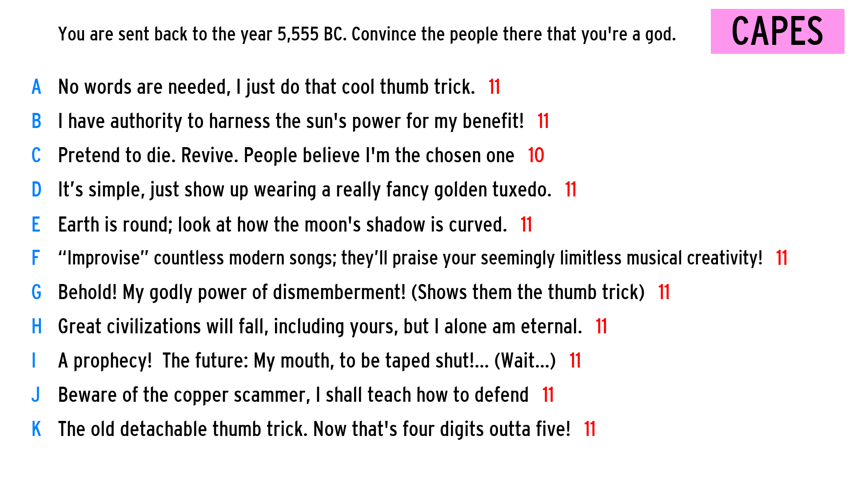 You are sent back to the year 5,555 BC. Convince the people there that you're a god.
CAPES
A No words are needed, I just do that cool thumb trick. 11
B I have authority to harness the sun's power for my benefit! 11
C Pretend to die. Revive. People believe I'm the chosen one 10
D It’s simple, just show up wearing a really fancy golden tuxedo. 11
E Earth is round; look at how the moon's shadow is curved. 11
F “Improvise” countless modern songs; they’ll praise your seemingly limitless musical creativity! 11
G Behold! My godly power of dismemberment! (Shows them the thumb trick) 11
H Great civilizations will fall, including yours, but I alone am eternal. 11
I A prophecy!  The future: My mouth, to be taped shut!... (Wait...) 11
J Beware of the copper scammer, I shall teach how to defend 11
K The old detachable thumb trick. Now that's four digits outta five! 11